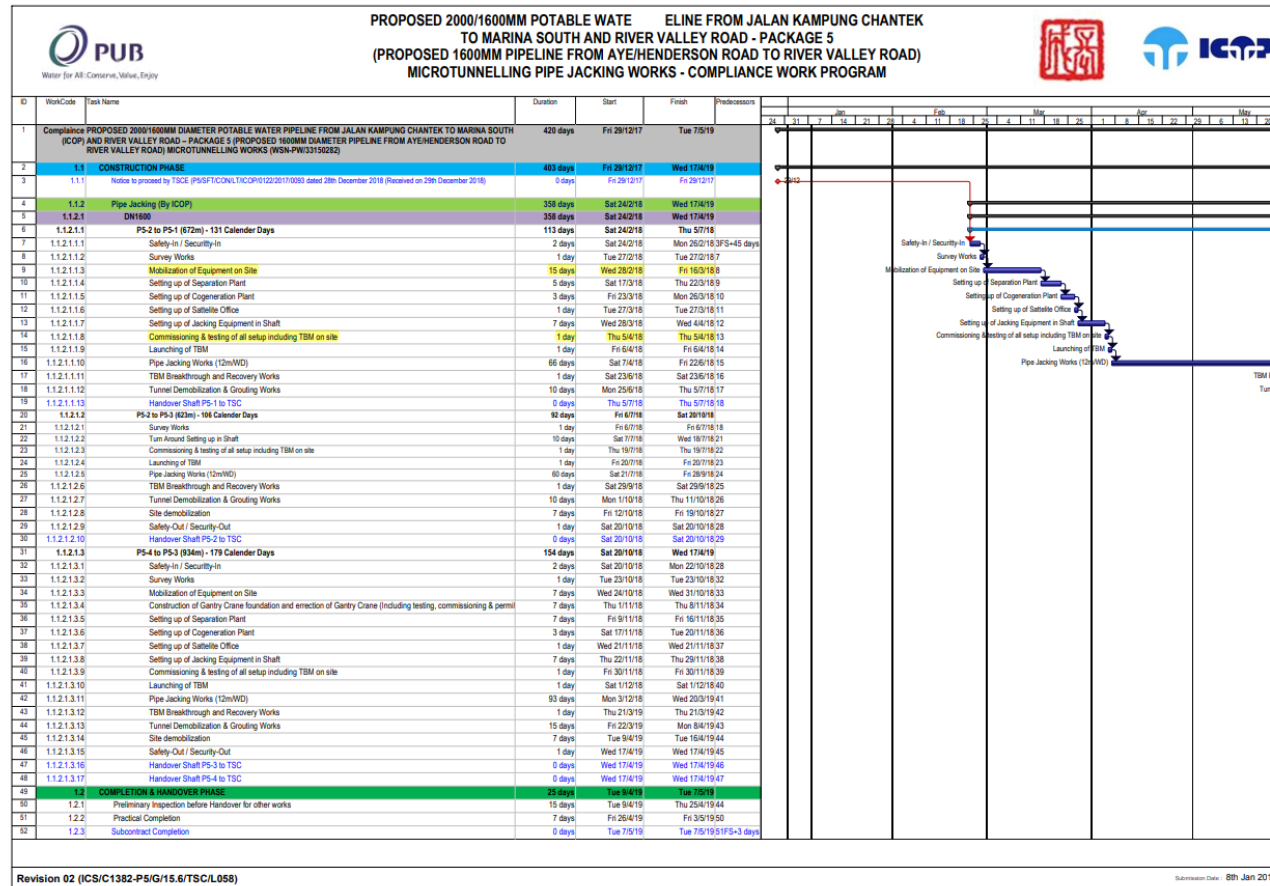 PUB
Water for All: Conserve, Value, Enjoy
PROPOSED 2000/1600MM POTABLE WATE ELINE FROM JALAN KAMPUNG CHANTEK
TO MARINA SOUTH AND RIVER VALLEY ROAD - PACKAGE 5
(PROPOSED 1600MM PIPELINE FROM AYE/HENDERSON ROAD TO RIVER VALLEY ROAD)
MICROTUNNELLING PIPE JACKING WORKS - COMPLIANCE WORK PROGRAM
ID WorkCode Task Name Duration Start Finish Predecessors
Jan Feb Mar Apr May
24 31 7 14 21 28 4 11 18 25 4 11 18 25 1 8 15 22 29 6 13 20
1 Complaince (ICOP) PROPOSED 2000/1600MM DIAMETER POTABLE WATER PIPELINE FROM JALAN KAMPUNG CHANTEK TO MARINA SOUTH 420 days Fri 29/12/17 Tue 7/5/19
AND RIVER VALLEY ROAD – PACKAGE 5 (PROPOSED 1600MM DIAMETER PIPELINE FROM AYE/HENDERSON ROAD TO
RIVER VALLEY ROAD) MICROTUNNELLING WORKS (WSN-PW/33150282)
2 1.1 CONSTRUCTION PHASE 403 days Fri 29/12/17 Wed 17/4/19
3 1.1.1 Notice to proceed by TSCE (P5/SFT/CON/LT/ICOP/0122/2017/0093 dated 28th December 2018 (Received on 29th December 2018) 0 days Fri 29/12/17 Fri 29/12/17 29/12
4 1.1.2 Pipe Jacking (By ICOP) 358 days Sat 24/2/18 Wed 17/4/19
5 1.1.2.1 DN1600 358 days Sat 24/2/18 Wed 17/4/19
6 1.1.2.1.1 P5-2 to P5-1 (672m) - 131 Calender Days 113 days Sat 24/2/18 Thu 5/7/18
7 1.1.2.1.1.1 Safety-In / Securitty-In 2 days Sat 24/2/18 Mon 26/2/18 3FS+45 days Safety-In / Securitty-In
8 1.1.2.1.1.2 Survey Works 1 day Tue 27/2/18 Tue 27/2/18 7 Survey Works
9 1.1.2.1.1.3 Mobilization of Equipment on Site 15 days Wed 28/2/18 Fri 16/3/18 8 Mobilization of Equipment on Site
10 1.1.2.1.1.4 Setting up of Separation Plant 5 days Sat 17/3/18 Thu 22/3/18 9 Setting up of Separation Plant
11 1.1.2.1.1.5 Setting up of Cogeneration Plant 3 days Fri 23/3/18 Mon 26/3/18 10 Setting up of Cogeneration Plant
12 1.1.2.1.1.6 Setting up of Sattelite Office 1 day Tue 27/3/18 Tue 27/3/18 11 Setting up of Sattelite Office
13 1.1.2.1.1.7 Setting up of Jacking Equipment in Shaft 7 days Wed 28/3/18 Wed 4/4/18 12 Setting up of Jacking Equipment in Shaft
14 1.1.2.1.1.8 Commissioning & testing of all setup including TBM on site 1 day Thu 5/4/18 Thu 5/4/18 13 Commissioning & testing of all setup including TBM on site
15 1.1.2.1.1.9 Launching of TBM 1 day Fri 6/4/18 Fri 6/4/18 14 Launching of TBM
16 1.1.2.1.1.10 Pipe Jacking Works (12m/WD) 66 days Sat 7/4/18 Fri 22/6/18 15 Pipe Jacking Works (12m/WD)
17 1.1.2.1.1.11 TBM Breakthrough and Recovery Works 1 day Sat 23/6/18 Sat 23/6/18 16 TBM
18 1.1.2.1.1.12 Tunnel Demobilization & Grouting Works 10 days Mon 25/6/18 Thu 5/7/18 17 Tun
19 1.1.2.1.1.13 Handover Shaft P5-1 to TSC 0 days Thu 5/7/18 Thu 5/7/18 18
20 1.1.2.1.2 P5-2 to P5-3 (623m) - 106 Calender Days 92 days Fri 6/7/18 Sat 20/10/18
21 1.1.2.1.2.1 Survey Works 1 day Fri 6/7/18 Fri 6/7/18 18
22 1.1.2.1.2.2 Turn Around Setting up in Shaft 10 days Sat 7/7/18 Wed 18/7/18 21
23 1.1.2.1.2.3 Commissioning & testing of all setup including TBM on site 1 day Thu 19/7/18 Thu 19/7/18 22
24 1.1.2.1.2.4 Launching of TBM 1 day Fri 20/7/18 Fri 20/7/18 23
25 1.1.2.1.2.5 Pipe Jacking Works (12m/WD) 60 days Sat 21/7/18 Fri 28/9/18 24
26 1.1.2.1.2.6 TBM Breakthrough and Recovery Works 1 day Sat 29/9/18 Sat 29/9/18 25
27 1.1.2.1.2.7 Tunnel Demobilization & Grouting Works 10 days Mon 1/10/18 Thu 11/10/18 26
28 1.1.2.1.2.8 Site demobilization 7 days Fri 12/10/18 Fri 19/10/18 27
29 1.1.2.1.2.9 Safety-Out / Security-Out 1 day Sat 20/10/18 Sat 20/10/18 28
30 1.1.2.1.2.10 Handover Shaft P5-2 to TSC 0 days Sat 20/10/18 Sat 20/10/18 29
31 1.1.2.1.3 P5-4 to P5-3 (934m) - 179 Calender Days 154 days Sat 20/10/18 Wed 17/4/19
32 1.1.2.1.3.1 Safety-In / Securitty-In 2 days Sat 20/10/18 Mon 22/10/18 28
33 1.1.2.1.3.2 Survey Works 1 day Tue 23/10/18 Tue 23/10/18 32
34 1.1.2.1.3.3 Mobilization of Equipment on Site 7 days Wed 24/10/18 Wed 31/10/18 33
35 1.1.2.1.3.4 Construction of Gantry Crane foundation and errection of Gantry Crane (Including testing, commissioning & permit 7 days Thu 1/11/18 Thu 8/11/18 34
36 1.1.2.1.3.5 Setting up of Separation Plant 7 days Fri 9/11/18 Fri 16/11/18 35
37 1.1.2.1.3.6 Setting up of Cogeneration Plant 3 days Sat 17/11/18 Tue 20/11/18 36
38 1.1.2.1.3.7 Setting up of Sattelite Office 1 day Wed 21/11/18 Wed 21/11/18 37
39 1.1.2.1.3.8 Setting up of Jacking Equipment in Shaft 7 days Thu 22/11/18 Thu 29/11/18 38
40 1.1.2.1.3.9 Commissioning & testing of all setup including TBM on site 1 day Fri 30/11/18 Fri 30/11/18 39
41 1.1.2.1.3.10 Launching of TBM 1 day Sat 1/12/18 Sat 1/12/18 40
42 1.1.2.1.3.11 Pipe Jacking Works (12m/WD) 93 days Mon 3/12/18 Wed 20/3/19 41
43 1.1.2.1.3.12 TBM Breakthrough and Recovery Works 1 day Thu 21/3/19 Thu 21/3/19 42
44 1.1.2.1.3.13 Tunnel Demobilization & Grouting Works 15 days Fri 22/3/19 Mon 8/4/19 43
45 1.1.2.1.3.14 Site demobilization 7 days Tue 9/4/19 Tue 16/4/19 44
46 1.1.2.1.3.15 Safety-Out / Security-Out 1 day Wed 17/4/19 Wed 17/4/19 45
47 1.1.2.1.3.16 Handover Shaft P5-3 to TSC 0 days Wed 17/4/19 Wed 17/4/19 46
48 1.1.2.1.3.17 Handover Shaft P5-4 to TSC 0 days Wed 17/4/19 Wed 17/4/19 47
49 1.2 COMPLETION & HANDOVER PHASE 25 days Tue 9/4/19 Tue 7/5/19
50 1.2.1 Preliminary Inspection before Handover for other works 15 days Tue 9/4/19 Thu 25/4/19 44
51 1.2.2 Practical Completion 7 days Fri 26/4/19 Fri 3/5/19 50
52 1.2.3 Subcontract Completion 0 days Tue 7/5/19 Tue 7/5/19 51FS+3 days
Revision 02 (ICS/C1382-P5/G/15.6/TSC/L058)
Submission Date : 8th Jan 201